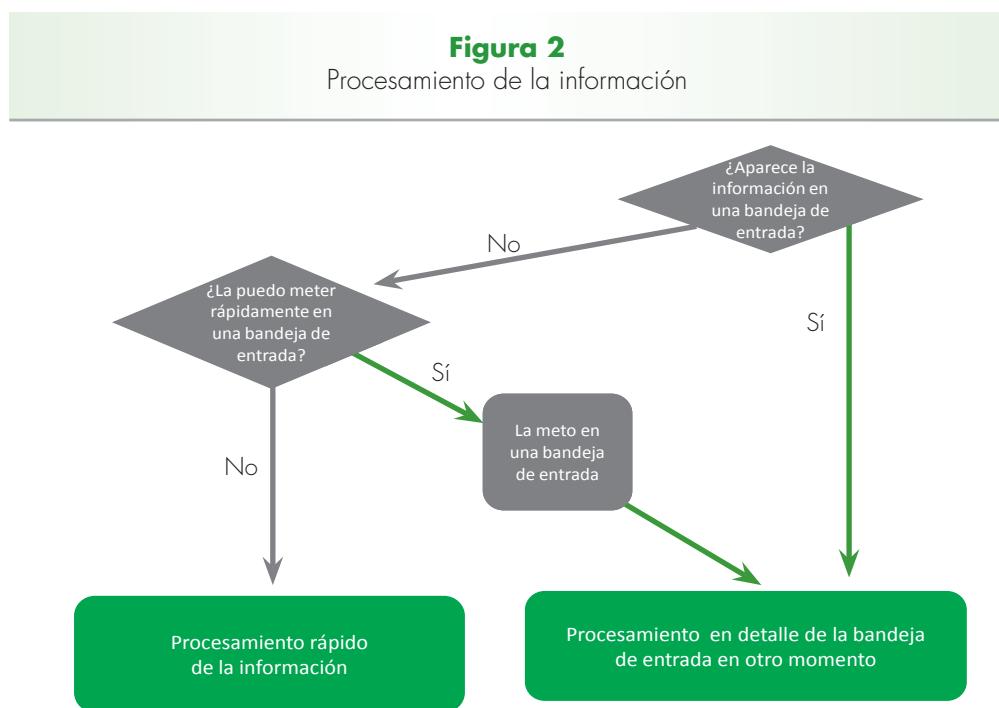 Figura 2
Procesamiento de la información
¿Aparece la
información en
una bandeja de
entrada?
No
¿La puedo meter
rápidamente en
una bandeja de
entrada?
Sí
Sí
La meto en
una bandeja
de entrada
No
Procesamiento rápido
de la información
Procesamiento en detalle de la bandeja
de entrada en otro momento